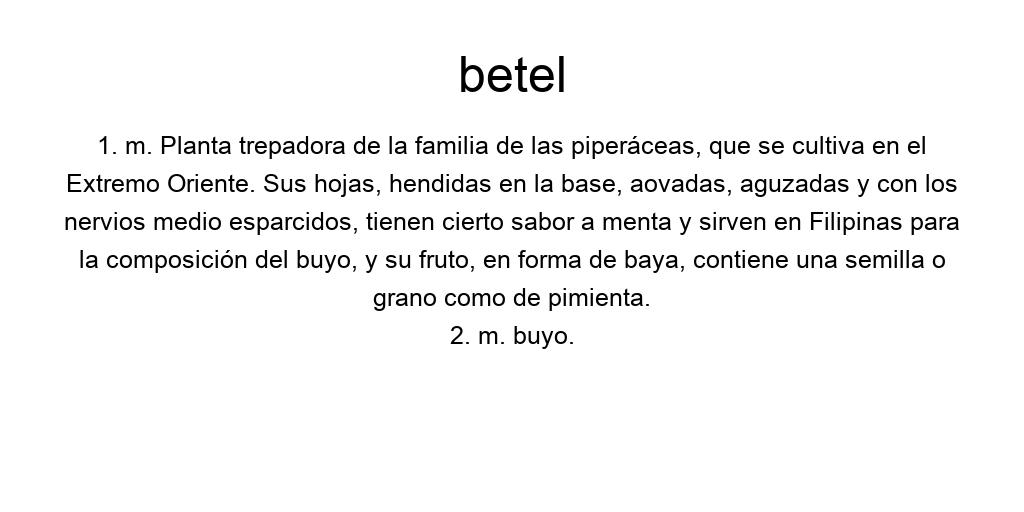 betel
1. m. Planta trepadora de la familia de las piperáceas, que se cultiva en el
Extremo Oriente. Sus hojas, hendidas en la base, aovadas, aguzadas y con los
nervios medio esparcidos, tienen cierto sabor a menta y sirven en Filipinas para
la composición del buyo, y su fruto, en forma de baya, contiene una semilla o
grano como de pimienta.
2. m. buyo.